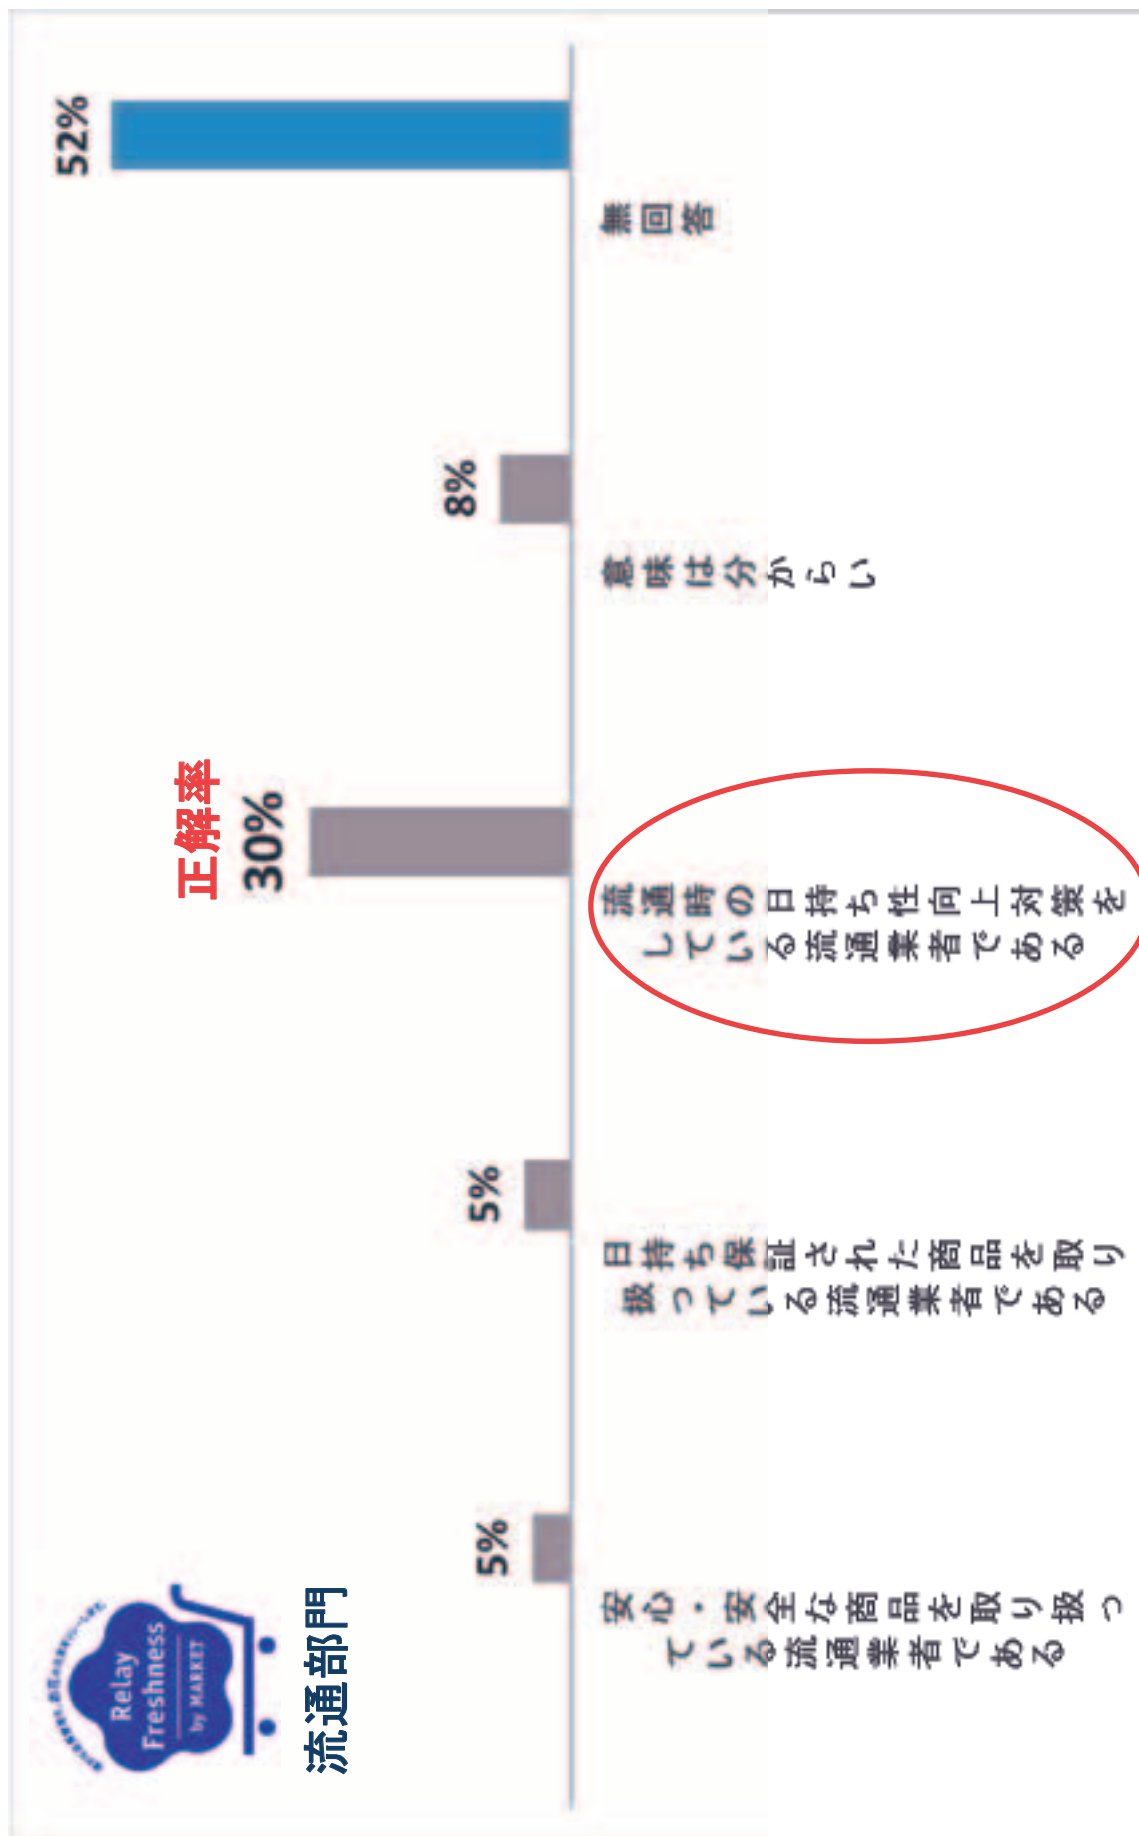 Relay
Freshness
by MARKET
流通部門
正解率
5%
5%
30%
8%
52%
安心・安全な商品を取り扱っ
ている流通業者である
日持ち保証された商品を取り
扱っている流通業者である
流通時の日持ち性向上対策を
している流通業者である
意味は分からい
無回答